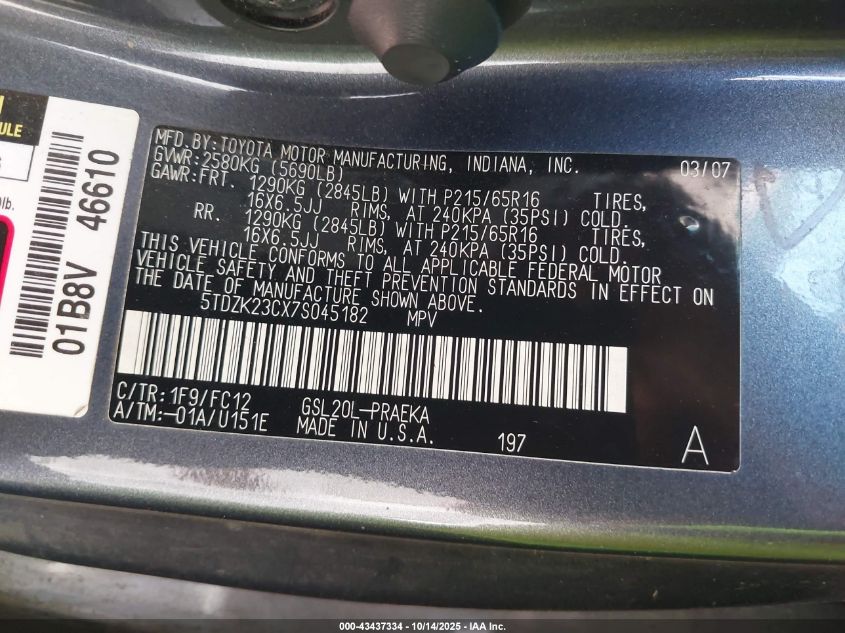 MFD. BY: TOYOTA MOTOR MANUFACTURING, INDIANA, INC. 03/07
GVWR: 2580KG (5690LB)
GAWR: FRT. 1290KG (2845LB) WITH P215/65R16 TIRES,
16X6.5JJ RIMS, AT 240KPA (35PSI) COLD.
RR. 1290KG (2845LB) WITH P215/65R16 TIRES,
16X6.5JJ RIMS, AT 240KPA (35PSI) COLD.
THIS VEHICLE CONFORMS TO ALL APPLICABLE FEDERAL MOTOR
VEHICLE SAFETY AND THEFT PREVENTION STANDARDS IN EFFECT ON
THE DATE OF MANUFACTURE SHOWN ABOVE.
5TDZK23CX7S045182 MPV
C/TR: 1F9/FC12 GSL20L-PRAEKA
A/TM: -01A/U151E MADE IN U.S.A. 197 A
01B8V 46610
ULE
lb.
000-43437334 - 10/14/2025 - IAA Inc.